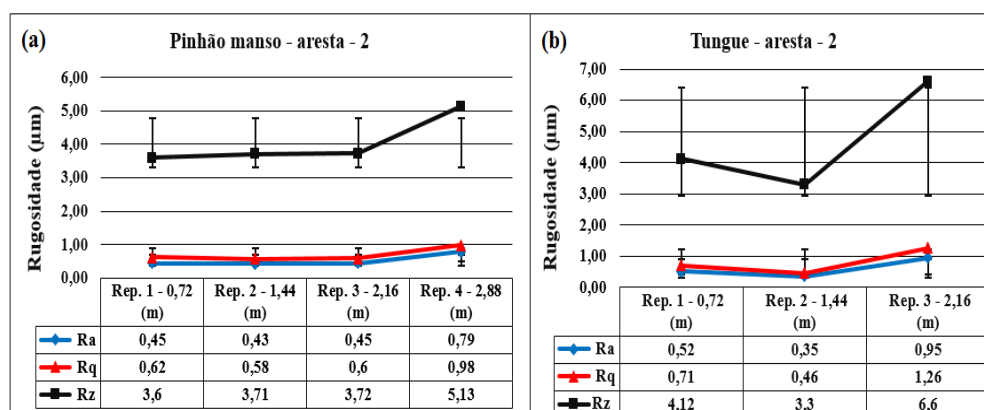 (a) Pinhão manso - aresta - 2
Rugosidade (µm)
6,00
5,00
4,00
3,00
2,00
1,00
0,00
Rep. 1 - 0,72 (m) Rep. 2 - 1,44 (m) Rep. 3 - 2,16 (m) Rep. 4 - 2,88 (m)
Ra 0,45 0,43 0,45 0,79
Rq 0,62 0,58 0,6 0,98
Rz 3,6 3,71 3,72 5,13
(b) Tungue - aresta - 2
Rugosidade (µm)
7,00
6,00
5,00
4,00
3,00
2,00
1,00
0,00
Rep. 1 - 0,72 (m) Rep. 2 - 1,44 (m) Rep. 3 - 2,16 (m)
Ra 0,52 0,35 0,95
Rq 0,71 0,46 1,26
Rz 4,12 3,3 6,6